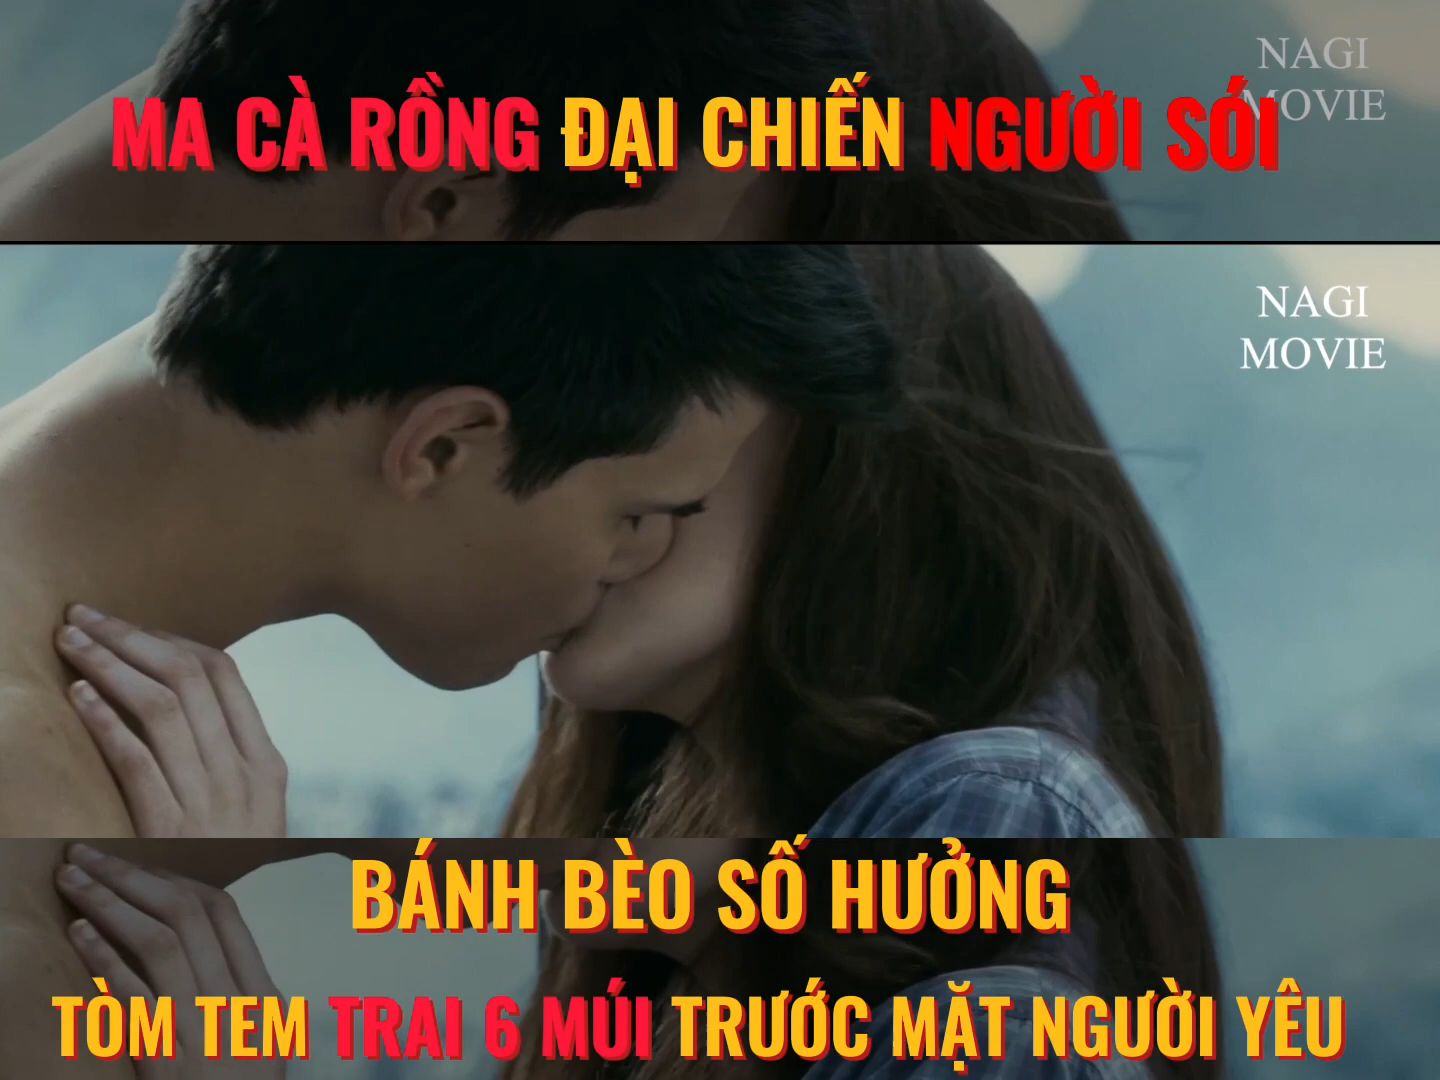 NAGI
MOVIE
MA CÀ RỒNG ĐẠI CHIẾN NGƯỜI SÓI
NAGI
MOVIE
BÁNH BÈO SỐ HƯỞNG
TÒM TEM TRAI 6 MÚI TRƯỚC MẶT NGƯỜI YÊU